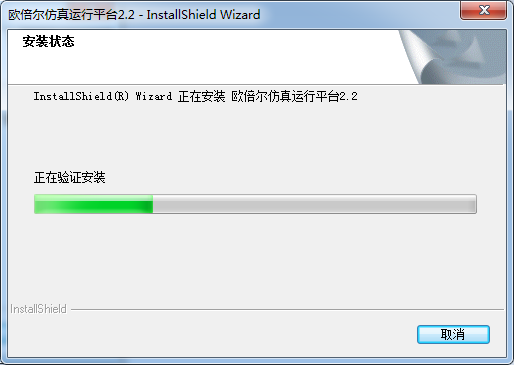 欧倍尔仿真运行平台2.2 - InstallShield Wizard
安装状态
InstallShield(R) Wizard 正在安装 欧倍尔仿真运行平台2.2
正在验证安装
InstallShield
取消